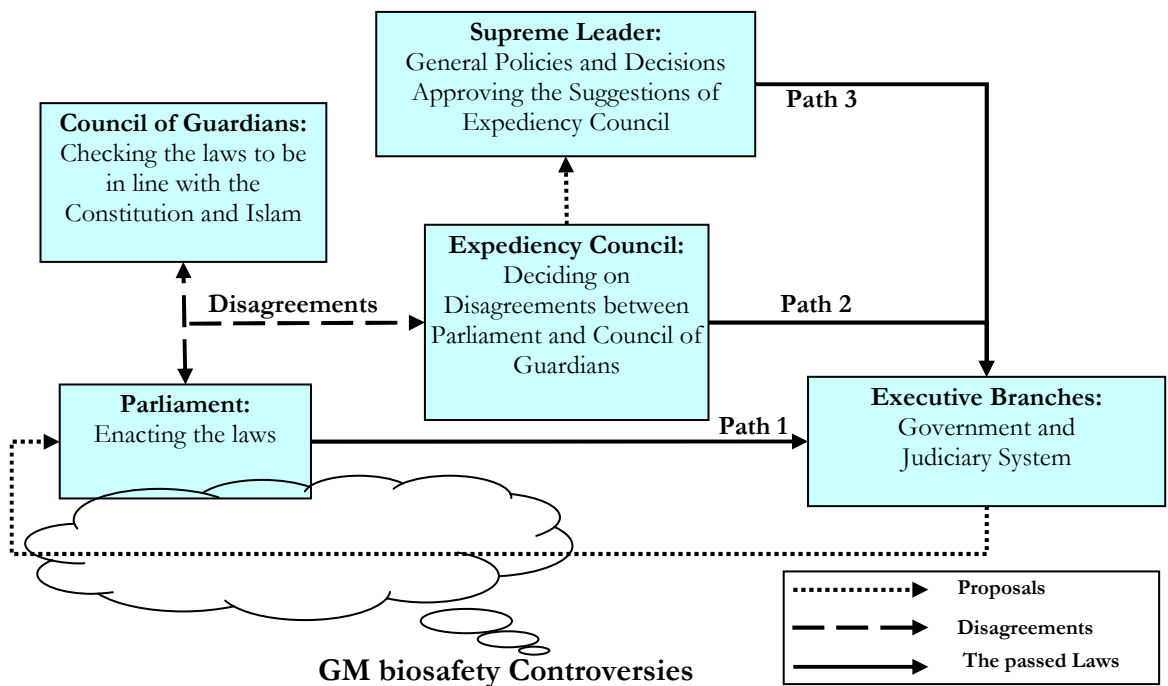 Supreme Leader:
General Policies and Decisions
Approving the Suggestions of
Expediency Council
Path 3
Council of Guardians:
Checking the laws to be
in line with the
Constitution and Islam
Expediency Council:
Deciding on
Disagreements between
Parliament and Council of
Guardians
Disagreements
Path 2
Parliament:
Enacting the laws
Path 1
Executive Branches:
Government and
Judiciary System
Proposals
Disagreements
The passed Laws
GM biosafety Controversies